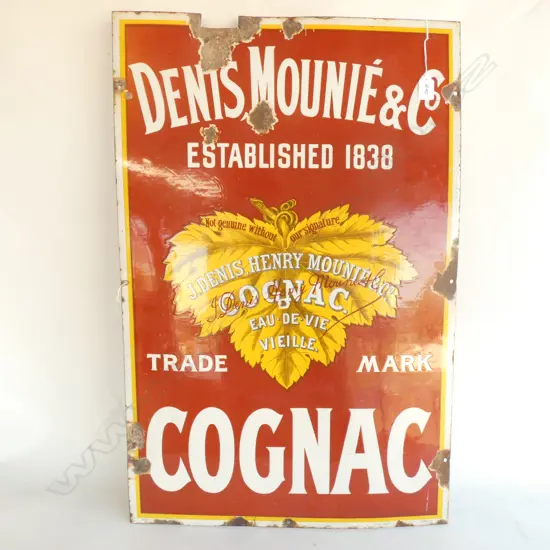 DENIS, MOUNIÉ & Co
ESTABLISHED 1838
Not genuine without our signature
J. DENIS, HENRY MOUNIÉ & Co
COGNAC.
EAU-DE-VIE
VIEILLE.
TRADE MARK
COGNAC